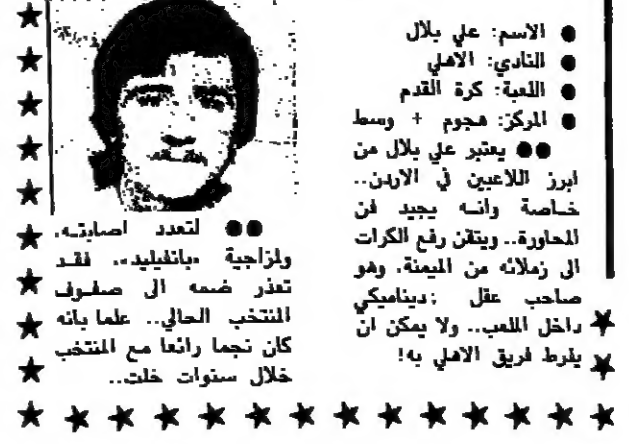 ● الاسم: علي بلال
● النادي: الاهلي
● اللعبة: كرة القدم
● المركز: هجوم + وسط
●● يعتبر علي بلال من
ابرز اللاعبين في الاردن..
خاصة وانه يجيد فن
المحاورة.. ويتقن رفع الكرات
الى زملائه من الميمنة، وهو
صاحب عقل ;ديناميكي
داخل الملعب.. ولا يمكن ان
يفرط فريق الاهلي به!
●● لتعدد اصابته،
ولمزاجية «بانفيليد»، فقد
تعذر ضمه الى صفوف
المنتخب الحالي.. علما بانه
كان نجما رائعا مع المنتخب
خلال سنوات خلت..